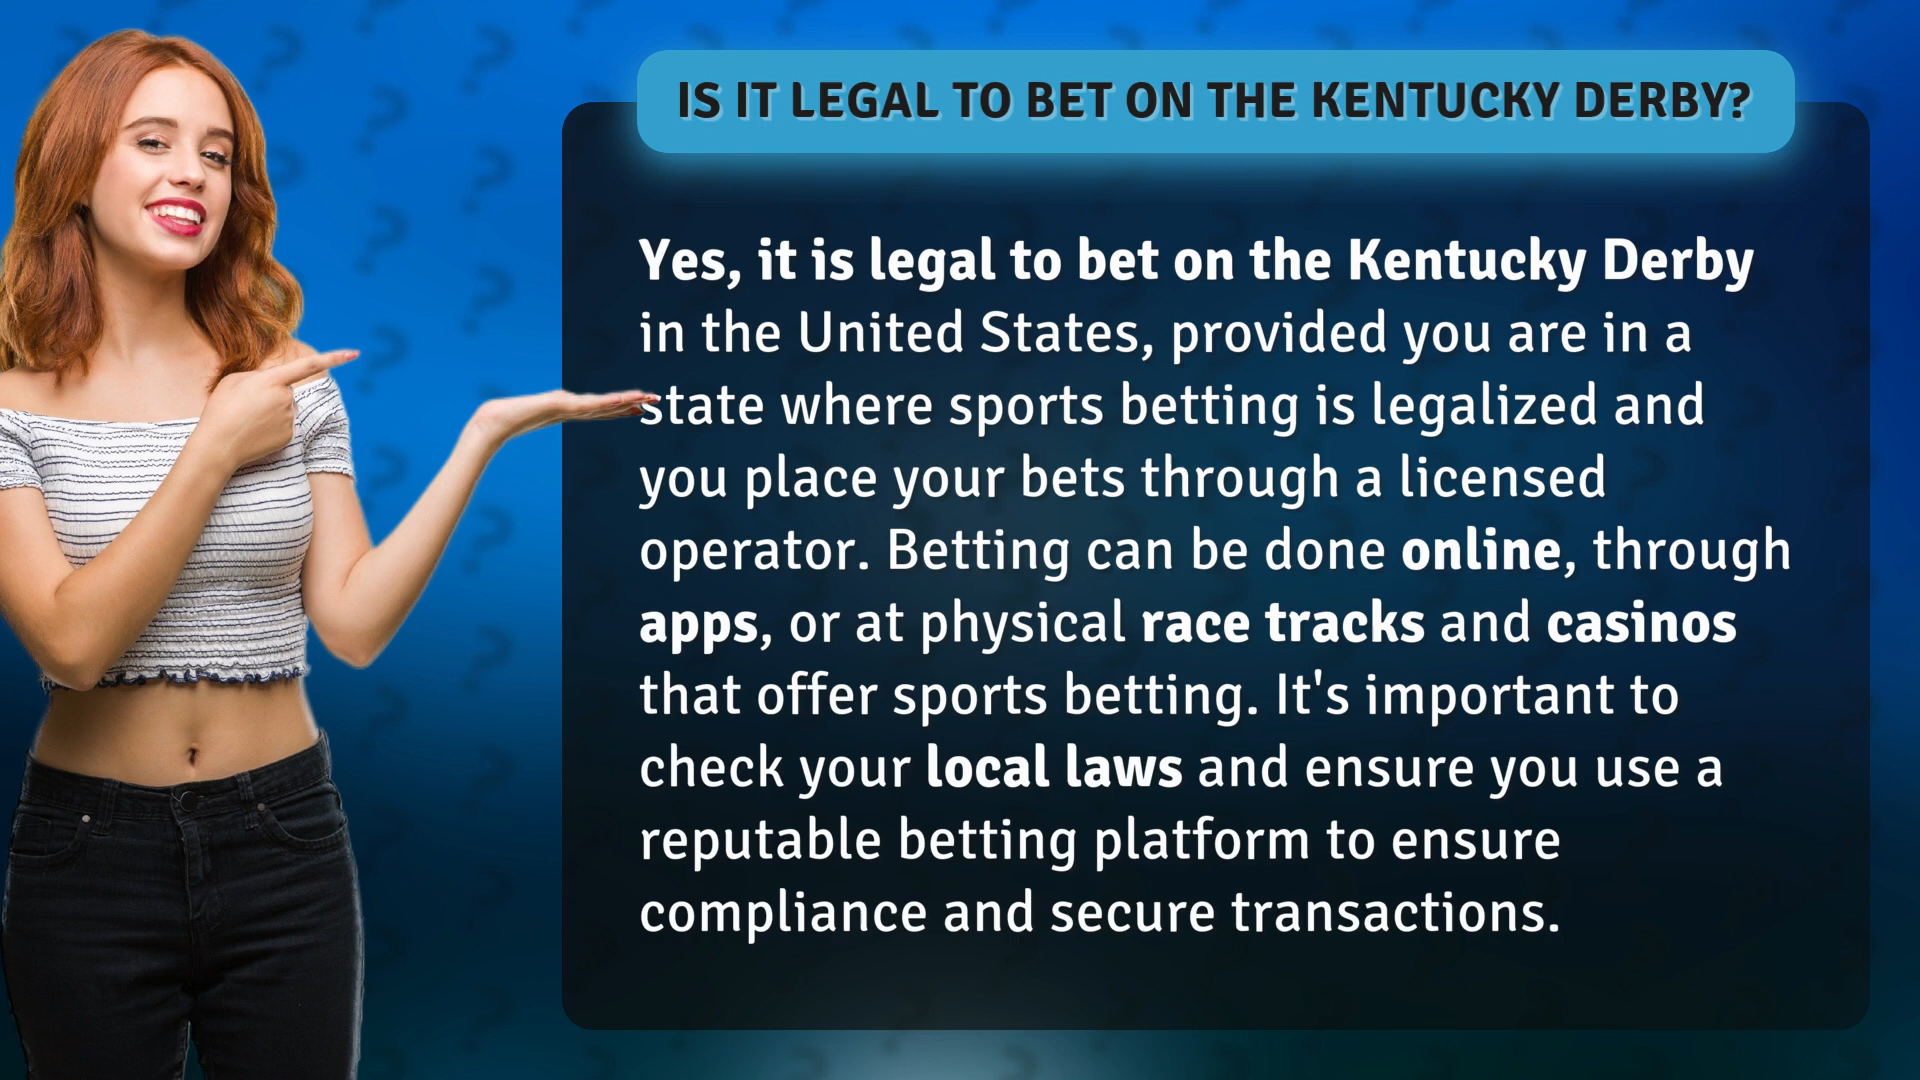 IS IT LEGAL TO BET ON THE KENTUCKY DERBY?
Yes, it is legal to bet on the Kentucky Derby
in the United States, provided you are in a
state where sports betting is legalized and
you place your bets through a licensed
operator. Betting can be done online, through
apps, or at physical race tracks and casinos
that offer sports betting. It's important to
check your local laws and ensure you use a
reputable betting platform to ensure
compliance and secure transactions.